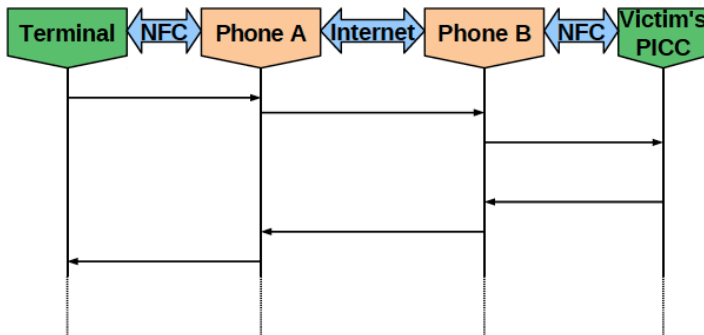 Terminal
NFC
Phone A
Internet
Phone B
NFC
Victim's
PICC